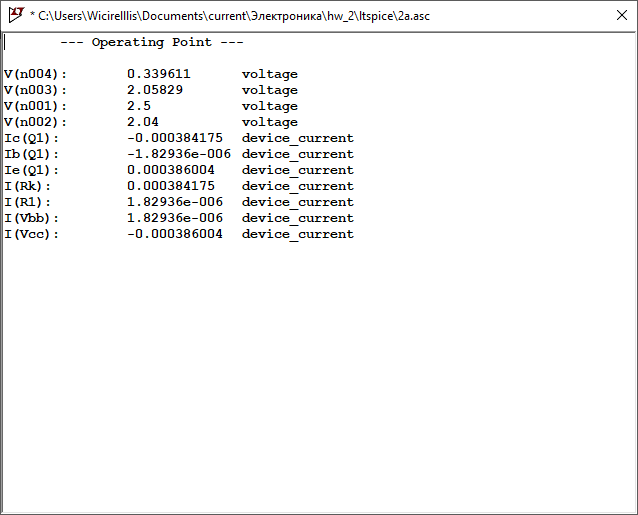 * C:\Users\Wicirelllis\Documents\current\Электроника\hw_2\ltspice\2a.asc
--- Operating Point ---
V(n004): 0.339611 voltage
V(n003): 2.05829 voltage
V(n001): 2.5 voltage
V(n002): 2.04 voltage
Ic(Q1): -0.000384175 device_current
Ib(Q1): -1.82936e-006 device_current
Ie(Q1): 0.000386004 device_current
I(Rk): 0.000384175 device_current
I(R1): 1.82936e-006 device_current
I(Vbb): 1.82936e-006 device_current
I(Vcc): -0.000386004 device_current